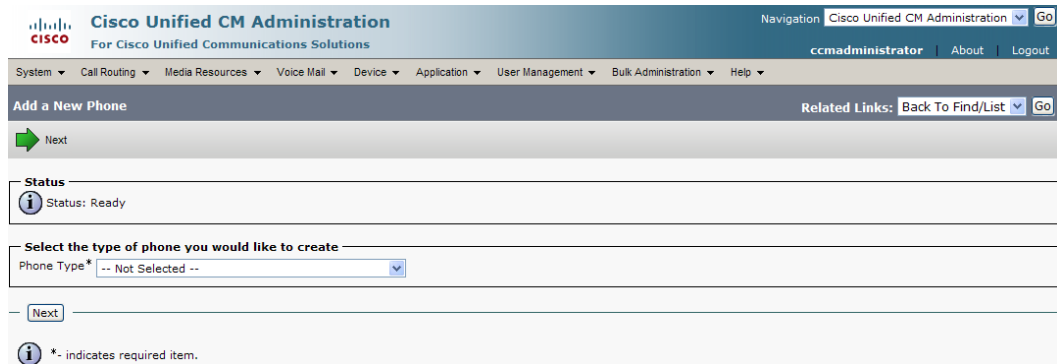 CISCO
Cisco Unified CM Administration
For Cisco Unified Communications Solutions
Navigation Cisco Unified CM Administration Go
ccmadministrator | About | Logout
System Call Routing Media Resources Voice Mail Device Application User Management Bulk Administration Help
Add a New Phone
Related Links: Back To Find/List Go
Next
Status
Status: Ready
Select the type of phone you would like to create
Phone Type* -- Not Selected --
Next
*- indicates required item.